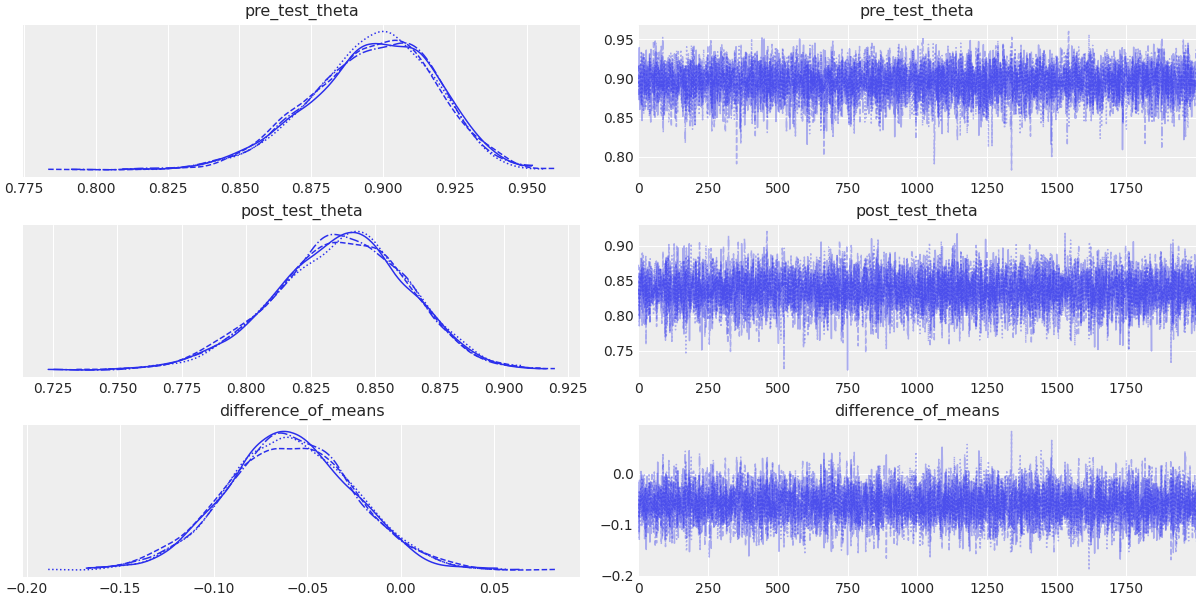 pre_test_theta
0.775 0.800 0.825 0.850 0.875 0.900 0.925 0.950
pre_test_theta
0.95
0.90
0.85
0.80
0 250 500 750 1000 1250 1500 1750
post_test_theta
0.725 0.750 0.775 0.800 0.825 0.850 0.875 0.900 0.925
post_test_theta
0.90
0.85
0.80
0.75
0 250 500 750 1000 1250 1500 1750
difference_of_means
−0.20 −0.15 −0.10 −0.05 0.00 0.05
difference_of_means
0.0
−0.1
−0.2
0 250 500 750 1000 1250 1500 1750